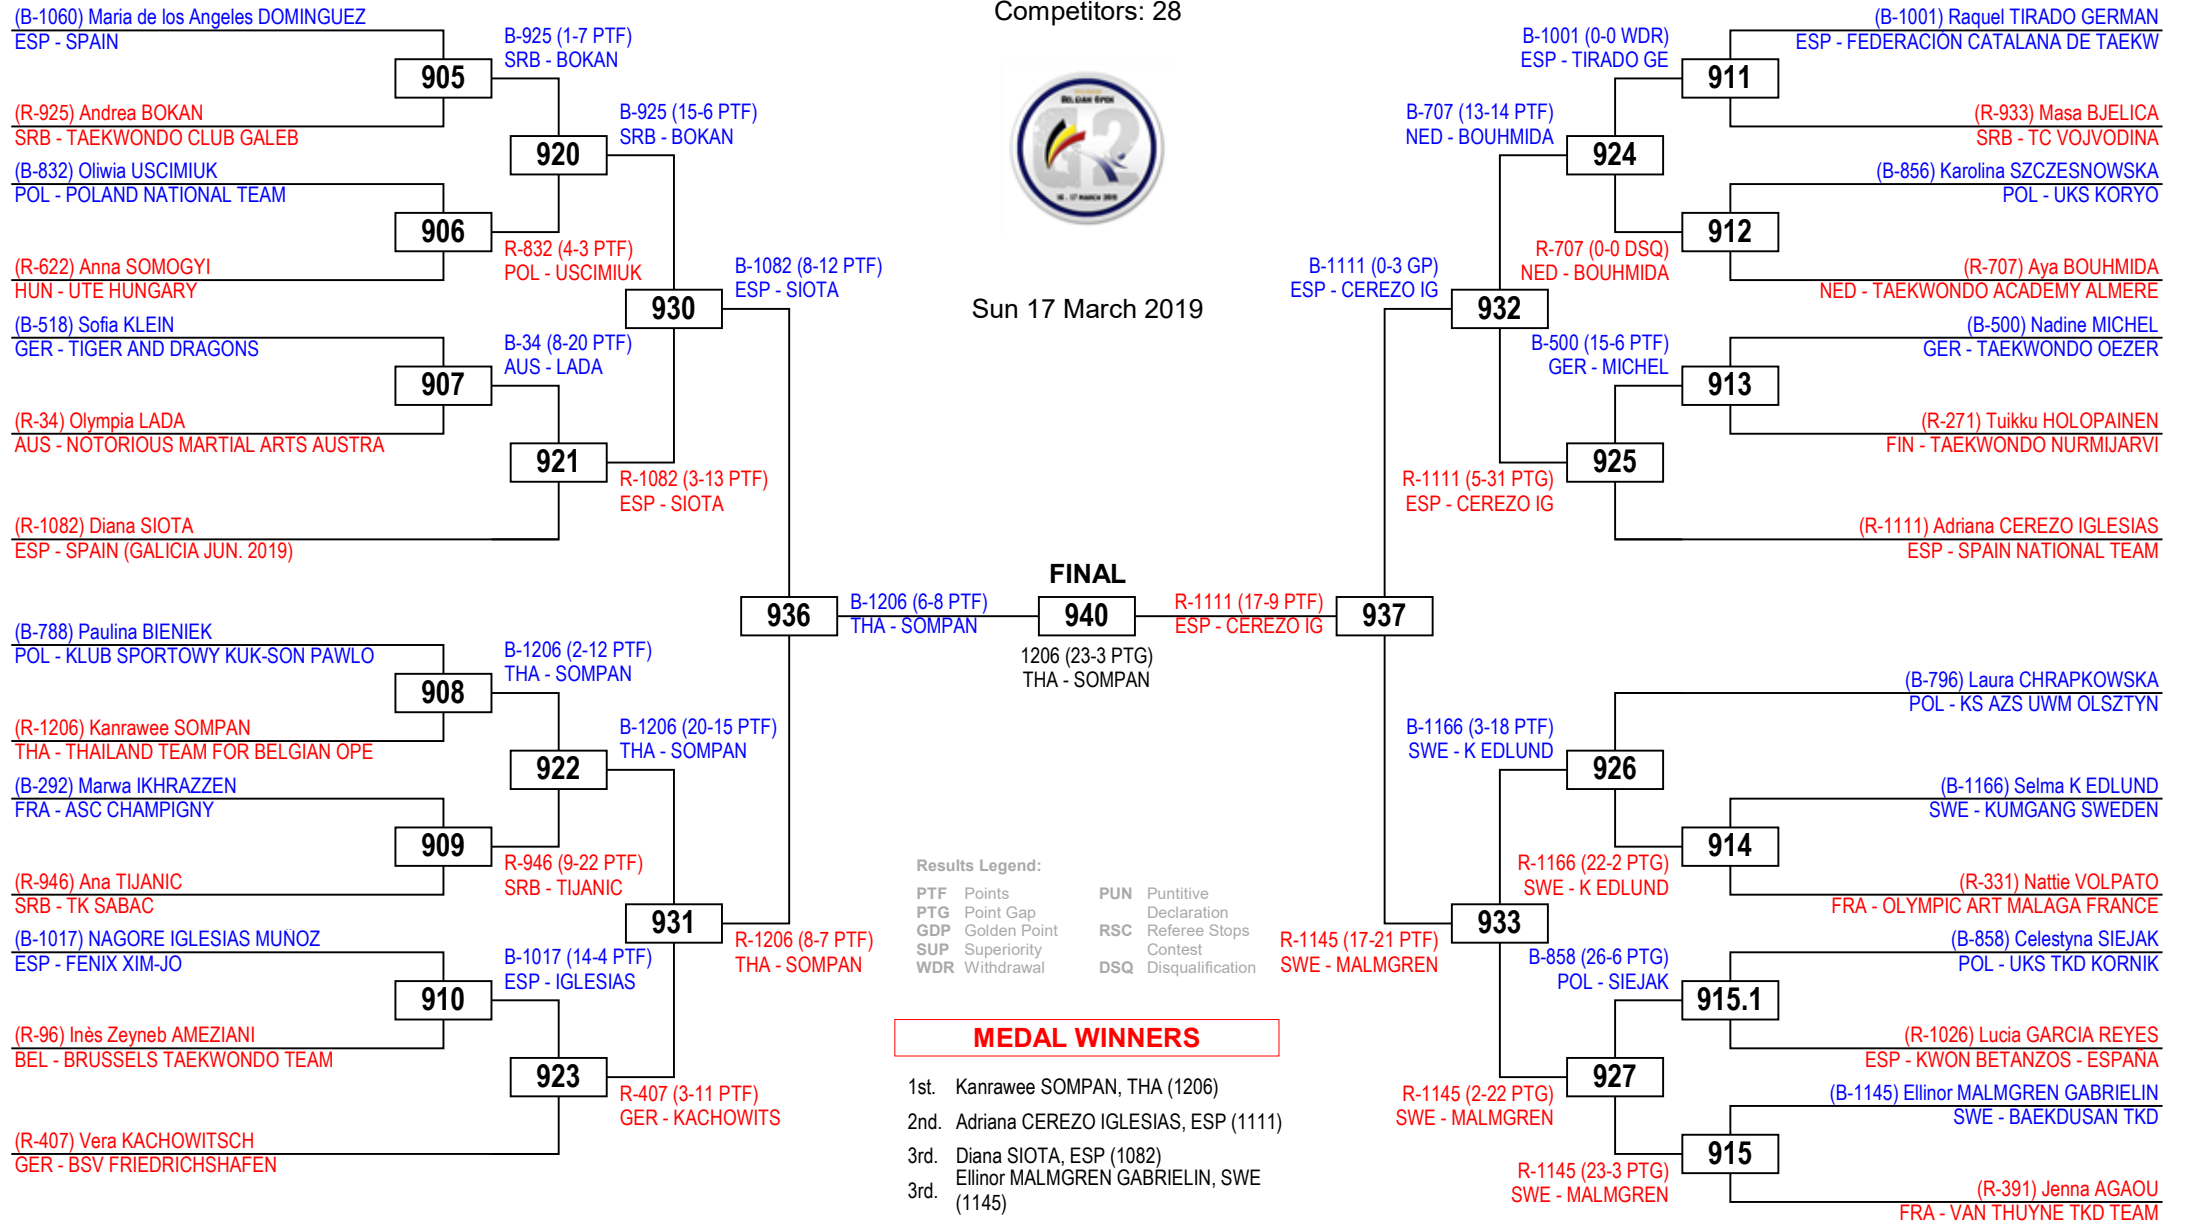 Competitors: 28
BELGIAN OPEN
G2
16 - 17 MARCH 2019
Sun 17 March 2019
(B-1060) Maria de los Angeles DOMINGUEZ
ESP - SPAIN
905
(R-925) Andrea BOKAN
SRB - TAEKWONDO CLUB GALEB
(B-832) Oliwia USCIMIUK
POL - POLAND NATIONAL TEAM
906
(R-622) Anna SOMOGYI
HUN - UTE HUNGARY
(B-518) Sofia KLEIN
GER - TIGER AND DRAGONS
907
(R-34) Olympia LADA
AUS - NOTORIOUS MARTIAL ARTS AUSTRA
(R-1082) Diana SIOTA
ESP - SPAIN (GALICIA JUN. 2019)
(B-788) Paulina BIENIEK
POL - KLUB SPORTOWY KUK-SON PAWLO
908
(R-1206) Kanrawee SOMPAN
THA - THAILAND TEAM FOR BELGIAN OPE
(B-292) Marwa IKHRAZZEN
FRA - ASC CHAMPIGNY
909
(R-946) Ana TIJANIC
SRB - TK SABAC
(B-1017) NAGORE IGLESIAS MUÑOZ
ESP - FENIX XIM-JO
910
(R-96) Inès Zeyneb AMEZIANI
BEL - BRUSSELS TAEKWONDO TEAM
(R-407) Vera KACHOWITSCH
GER - BSV FRIEDRICHSHAFEN
B-925 (1-7 PTF)
SRB - BOKAN
920
R-832 (4-3 PTF)
POL - USCIMIUK
B-34 (8-20 PTF)
AUS - LADA
921
B-1206 (2-12 PTF)
THA - SOMPAN
922
R-946 (9-22 PTF)
SRB - TIJANIC
B-1017 (14-4 PTF)
ESP - IGLESIAS
923
B-925 (15-6 PTF)
SRB - BOKAN
930
R-1082 (3-13 PTF)
ESP - SIOTA
B-1206 (20-15 PTF)
THA - SOMPAN
931
R-407 (3-11 PTF)
GER - KACHOWITS
B-1082 (8-12 PTF)
ESP - SIOTA
936
R-1206 (8-7 PTF)
THA - SOMPAN
B-1206 (6-8 PTF)
THA - SOMPAN
FINAL
940
1206 (23-3 PTG)
THA - SOMPAN
R-1111 (17-9 PTF)
ESP - CEREZO IG
937
B-1111 (0-3 GP)
ESP - CEREZO IG
R-1145 (17-21 PTF)
SWE - MALMGREN
B-707 (13-14 PTF)
NED - BOUHMIDA
932
R-1111 (5-31 PTG)
ESP - CEREZO IG
B-1166 (3-18 PTF)
SWE - K EDLUND
933
R-1145 (2-22 PTG)
SWE - MALMGREN
B-1001 (0-0 WDR)
ESP - TIRADO GE
924
R-707 (0-0 DSQ)
NED - BOUHMIDA
B-500 (15-6 PTF)
GER - MICHEL
925
926
R-1166 (22-2 PTG)
SWE - K EDLUND
B-858 (26-6 PTG)
POL - SIEJAK
927
R-1145 (23-3 PTG)
SWE - MALMGREN
(B-1001) Raquel TIRADO GERMAN
ESP - FEDERACIÓN CATALANA DE TAEKW
911
(R-933) Masa BJELICA
SRB - TC VOJVODINA
(B-856) Karolina SZCZESNOWSKA
POL - UKS KORYO
912
(R-707) Aya BOUHMIDA
NED - TAEKWONDO ACADEMY ALMERE
(B-500) Nadine MICHEL
GER - TAEKWONDO OEZER
913
(R-271) Tuikku HOLOPAINEN
FIN - TAEKWONDO NURMIJARVI
(R-1111) Adriana CEREZO IGLESIAS
ESP - SPAIN NATIONAL TEAM
(B-796) Laura CHRAPKOWSKA
POL - KS AZS UWM OLSZTYN
(B-1166) Selma K EDLUND
SWE - KUMGANG SWEDEN
914
(R-331) Nattie VOLPATO
FRA - OLYMPIC ART MALAGA FRANCE
(B-858) Celestyna SIEJAK
POL - UKS TKD KORNIK
915.1
(R-1026) Lucia GARCIA REYES
ESP - KWON BETANZOS - ESPAÑA
(B-1145) Ellinor MALMGREN GABRIELIN
SWE - BAEKDUSAN TKD
915
(R-391) Jenna AGAOU
FRA - VAN THUYNE TKD TEAM
Results Legend:
PTF Points
PTG Point Gap
GDP Golden Point
SUP Superiority
WDR Withdrawal
PUN Puntitive
Declaration
RSC Referee Stops
Contest
DSQ Disqualification
MEDAL WINNERS
1st. Kanrawee SOMPAN, THA (1206)
2nd. Adriana CEREZO IGLESIAS, ESP (1111)
3rd. Diana SIOTA, ESP (1082)
3rd. Ellinor MALMGREN GABRIELIN, SWE
(1145)